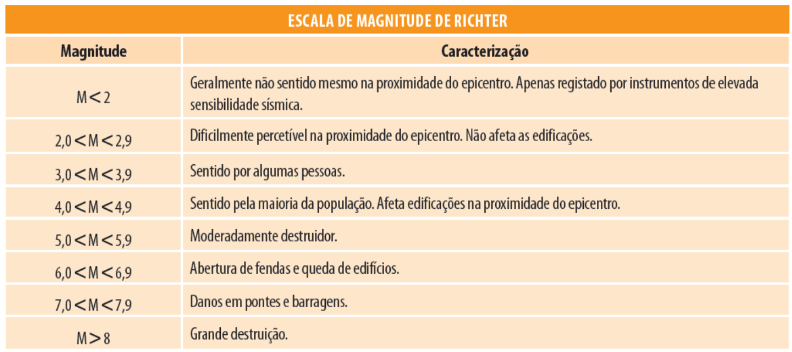 ESCALA DE MAGNITUDE DE RICHTER
Magnitude Caracterização
M < 2 Geralmente não sentido mesmo na proximidade do epicentro. Apenas registado por instrumentos de elevada
sensibilidade sísmica.
2,0 < M < 2,9 Dificilmente percetível na proximidade do epicentro. Não afeta as edificações.
3,0 < M < 3,9 Sentido por algumas pessoas.
4,0 < M < 4,9 Sentido pela maioria da população. Afeta edificações na proximidade do epicentro.
5,0 < M < 5,9 Moderadamente destruidor.
6,0 < M < 6,9 Abertura de fendas e queda de edifícios.
7,0 < M < 7,9 Danos em pontes e barragens.
M > 8 Grande destruição.